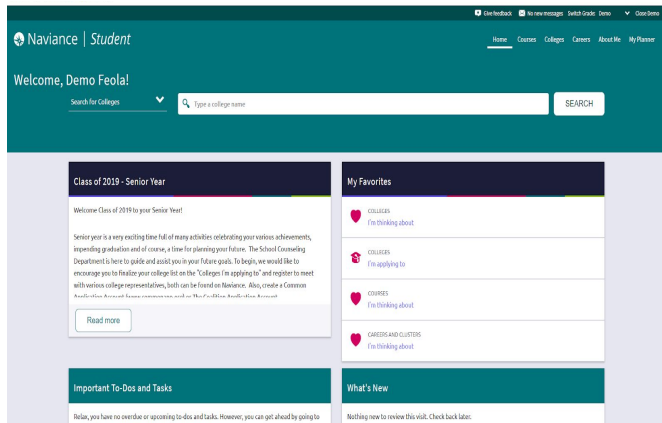 Give feedback No new messages Switch Grade: Demo Close Demo
Naviance | Student
Home Courses Colleges Careers About Me My Planner
Welcome, Demo Feola!
Search for Colleges
Type a college name
SEARCH
Class of 2019 - Senior Year
Welcome Class of 2019 to your Senior Year!
Senior year is a very exciting time full of many activities celebrating your various achievements,
impending graduation and of course, a time for planning your future. The School Counseling
Department is here to guide and assist you in your future goals. To begin, we would like to
encourage you to finalize your college list on the "Colleges I'm applying to" and register to meet
with various college representatives, both can be found on Naviance. Also, create a Common
Application Account
or The Coalition Application Account
Read more
My Favorites
COLLEGES
I'm thinking about
COLLEGES
I'm applying to
COURSES
I'm thinking about
CAREERS AND CLUSTERS
I'm thinking about
Important To-Dos and Tasks
Relax, you have no overdue or upcoming to-dos and tasks. However, you can get ahead by going to
What's New
Nothing new to review this visit. Check back later.